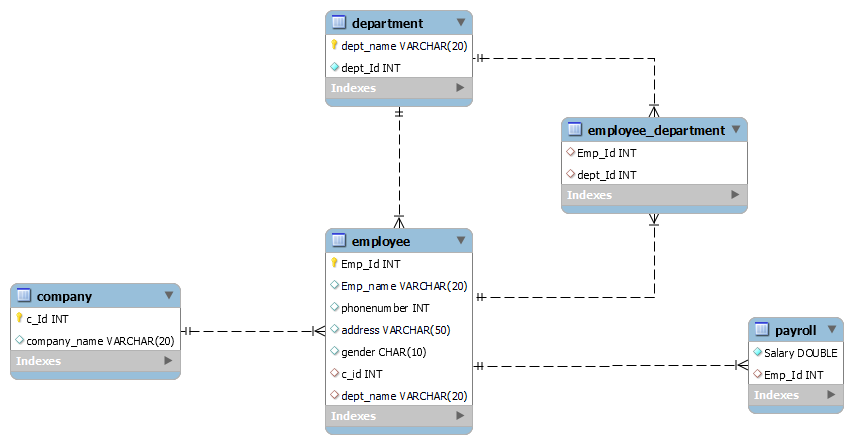 department
dept_name VARCHAR(20)
dept_Id INT
Indexes
employee_department
Emp_Id INT
dept_Id INT
Indexes
employee
Emp_Id INT
Emp_name VARCHAR(20)
phonenumber INT
address VARCHAR(50)
gender CHAR(10)
c_id INT
dept_name VARCHAR(20)
Indexes
company
c_Id INT
company_name VARCHAR(20)
Indexes
payroll
Salary DOUBLE
Emp_Id INT
Indexes